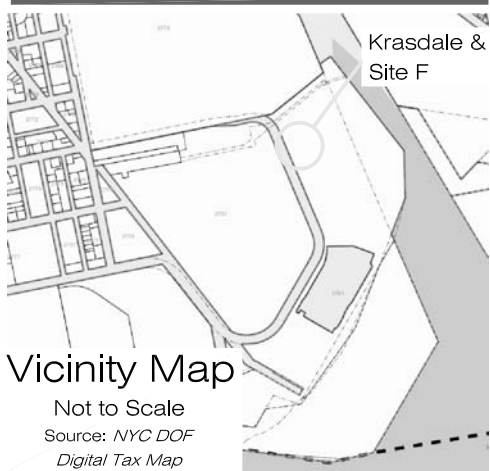 Krasdale &
Site F
Vicinity Map
Not to Scale
Source: NYC DOF
Digital Tax Map